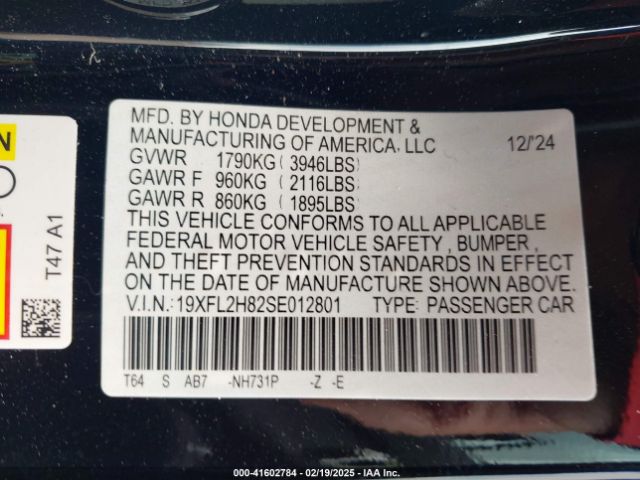 MFD. BY HONDA DEVELOPMENT &
MANUFACTURING OF AMERICA, LLC 12/'24
GVWR 1790KG ( 3946LBS)
GAWR F 960KG ( 2116LBS)
GAWR R 860KG ( 1895LBS)
THIS VEHICLE CONFORMS TO ALL APPLICABLE
FEDERAL MOTOR VEHICLE SAFETY , BUMPER ,
AND THEFT PREVENTION STANDARDS IN EFFECT
ON THE DATE OF MANUFACTURE SHOWN ABOVE.
V.I.N.: 19XFL2H82SE012801 TYPE: PASSENGER CAR
T64 S AB7 -NH731P -Z -E
T47 A1
000-41602784 - 02/19/2025 - IAA Inc.